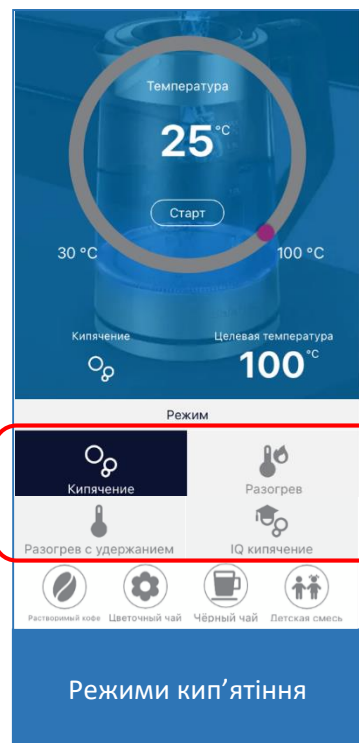 Температура
25°C
Старт
30 °C 100 °C
Кипячение Целевая температура
100°C
Режим
Кипячение Разогрев
Разогрев с удержанием IQ кипячение
Растворимый кофе Цветочный чай Чёрный чай Детская смесь
Режими кип’ятіння